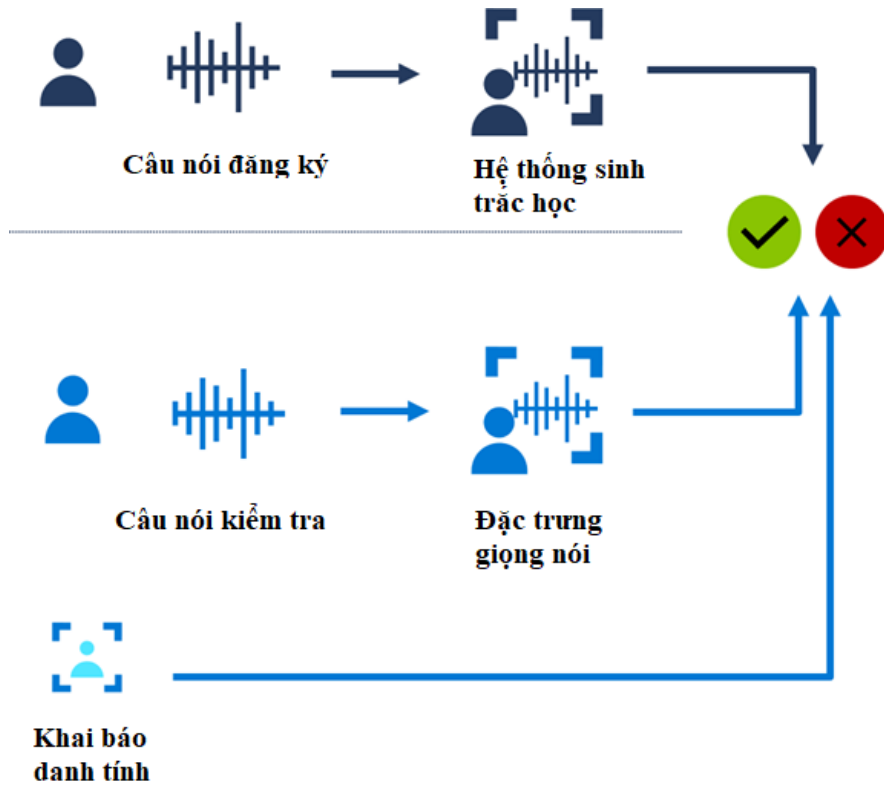 Câu nói đăng ký
Hệ thống sinh
trắc học
Câu nói kiểm tra
Đặc trưng
giọng nói
Khai báo
danh tính